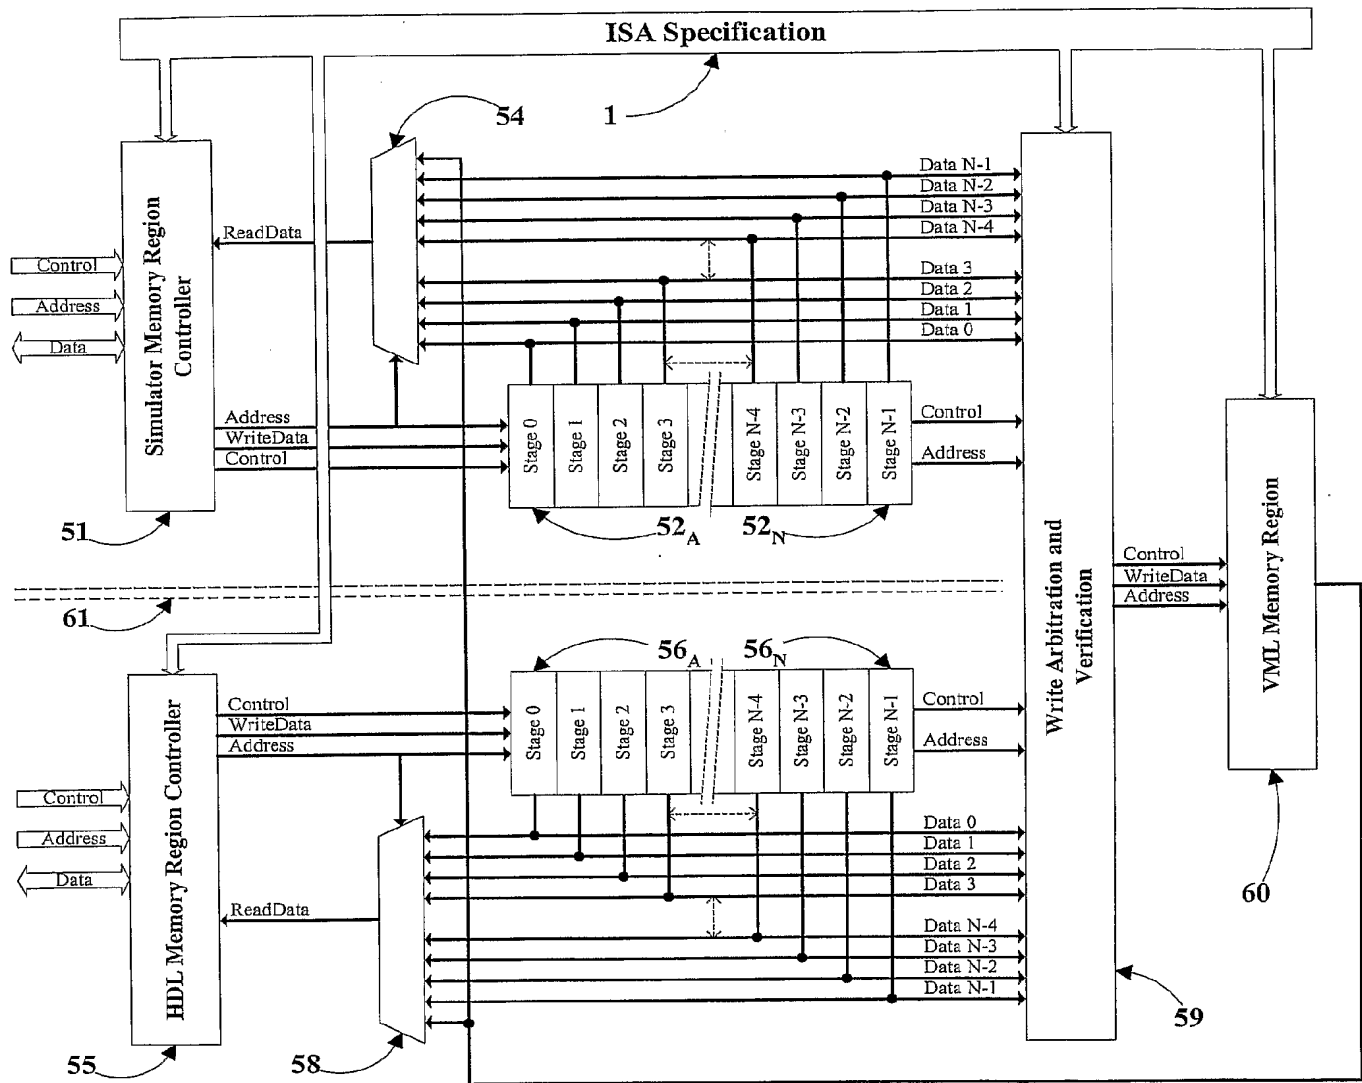 ISA Specification
1
54
Simulator Memory Region
Controller
Control
Address
Data
ReadData
Address
WriteData
Control
51
Data N-1
Data N-2
Data N-3
Data N-4
Data 3
Data 2
Data 1
Data 0
Stage 0
Stage 1
Stage 2
Stage 3
Stage N-4
Stage N-3
Stage N-2
Stage N-1
Control
Address
52A
52N
Write Arbitration and
Verification
Control
WriteData
Address
VML Memory Region
61
56A
56N
HDL Memory Region Controller
Control
WriteData
Address
Stage 0
Stage 1
Stage 2
Stage 3
Stage N-4
Stage N-3
Stage N-2
Stage N-1
Control
Address
Control
Address
Data
ReadData
Data 0
Data 1
Data 2
Data 3
Data N-4
Data N-3
Data N-2
Data N-1
60
59
55
58